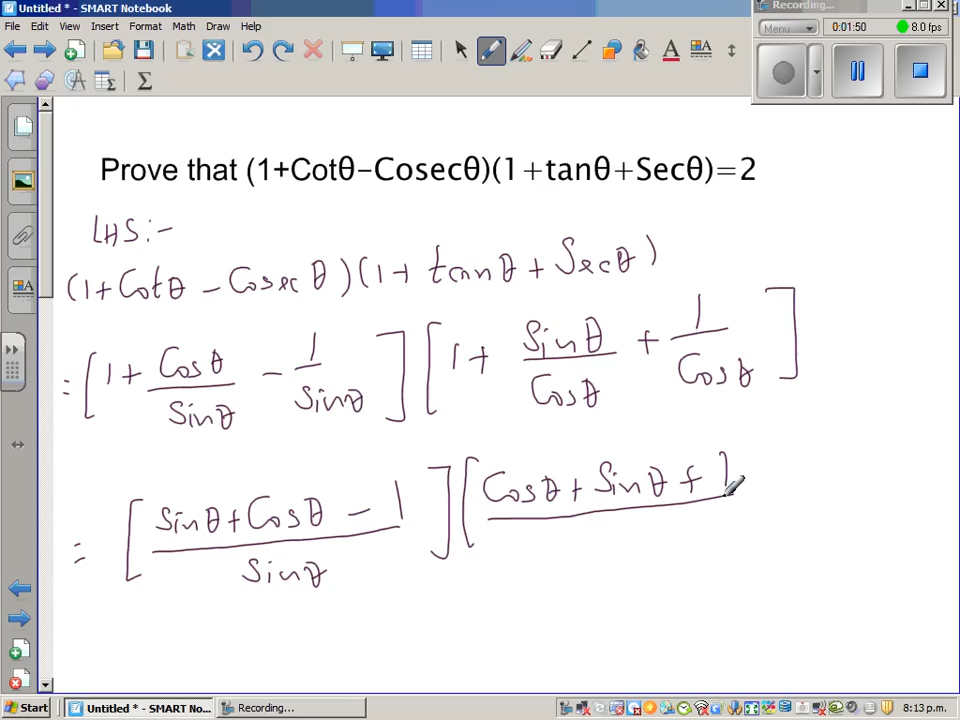 Untitled * - SMART Notebook
Recording...
File Edit View Insert Format Math Draw Help
Menu 0:01:50 8.0 fps
Prove that (1+Cotθ-Cosecθ)(1+tanθ+Secθ)=2
LHS:-
(1+Cotθ - Cosec θ)(1+ tanθ + Secθ)
= [1 + Cosθ/Sinθ - 1/Sinθ] [1 + Sinθ/Cosθ + 1/Cosθ]
= [Sinθ + Cosθ - 1/Sinθ] [Cosθ + Sinθ + 1
Start Untitled * - SMART No... Recording... 8:13 p.m.